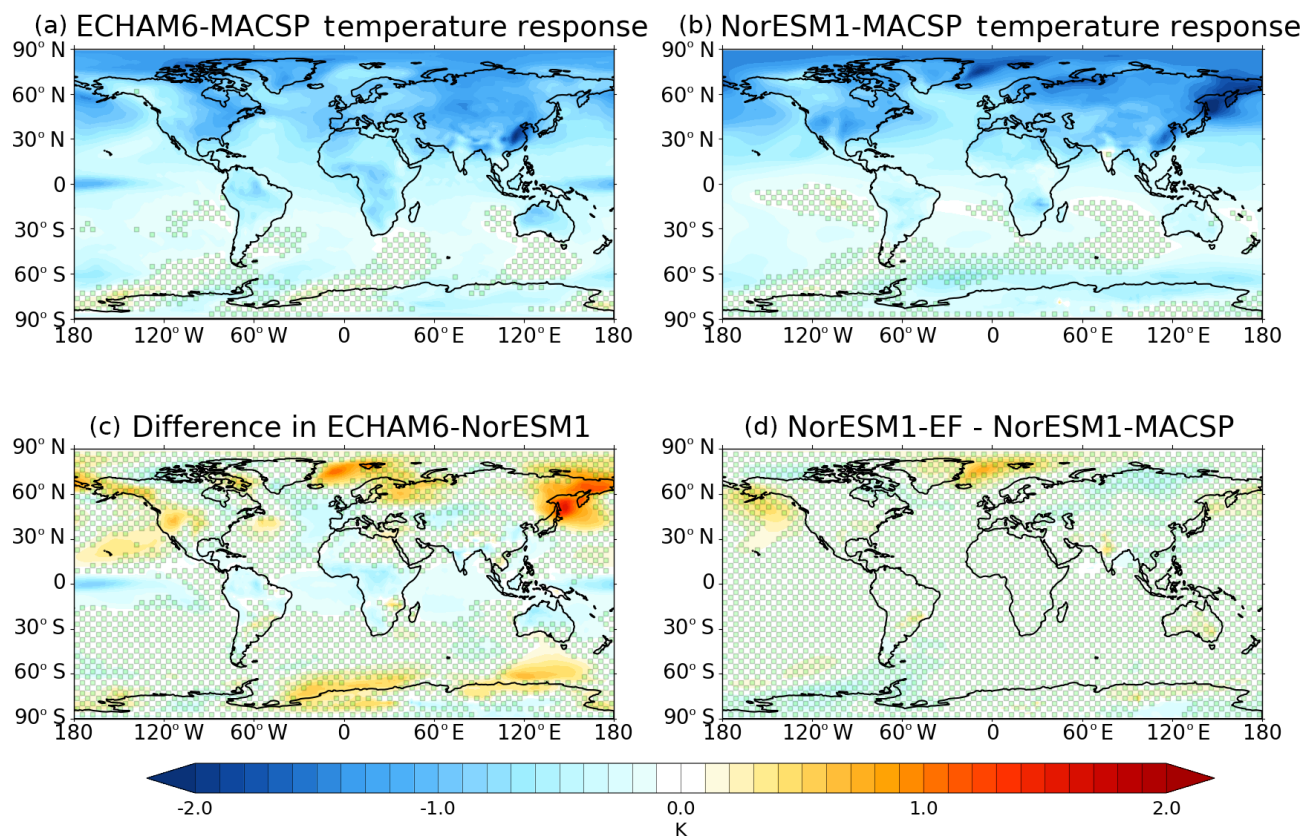 (a) ECHAM6-MACSP temperature response
(b) NorESM1-MACSP temperature response
90° N
60° N
30° N
0
30° S
60° S
90° S
180
120° W
60° W
0
60° E
120° E
180
90° N
60° N
30° N
0
30° S
60° S
90° S
180
120° W
60° W
0
60° E
120° E
180
(c) Difference in ECHAM6-NorESM1
(d) NorESM1-EF - NorESM1-MACSP
90° N
60° N
30° N
0
30° S
60° S
90° S
180
120° W
60° W
0
60° E
120° E
180
90° N
60° N
30° N
0
30° S
60° S
90° S
180
120° W
60° W
0
60° E
120° E
180
-2.0
-1.0
0.0
1.0
2.0
K